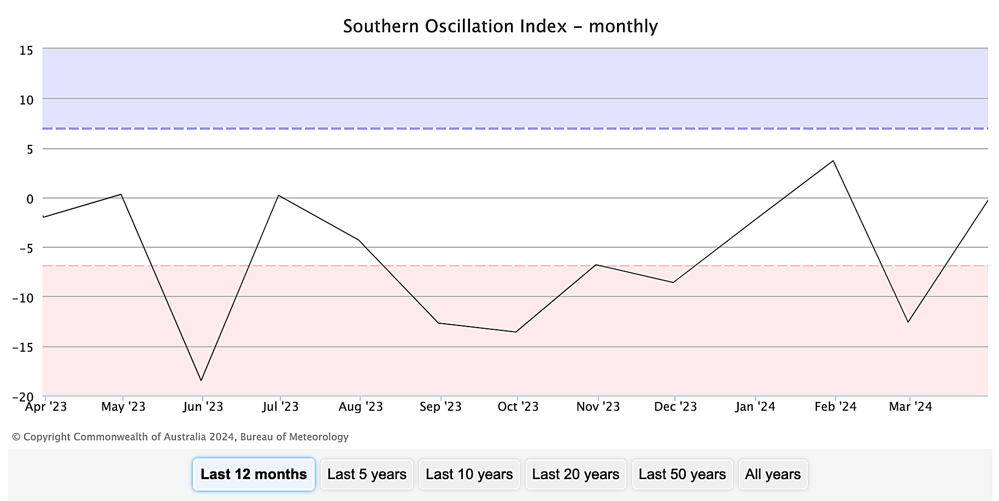 Southern Oscillation Index – monthly
15
10
5
0
−5
−10
−15
−20
Apr '23 May '23 Jun '23 Jul '23 Aug '23 Sep '23 Oct '23 Nov '23 Dec '23 Jan '24 Feb '24 Mar '24
© Copyright Commonwealth of Australia 2024, Bureau of Meteorology
Last 12 months Last 5 years Last 10 years Last 20 years Last 50 years All years